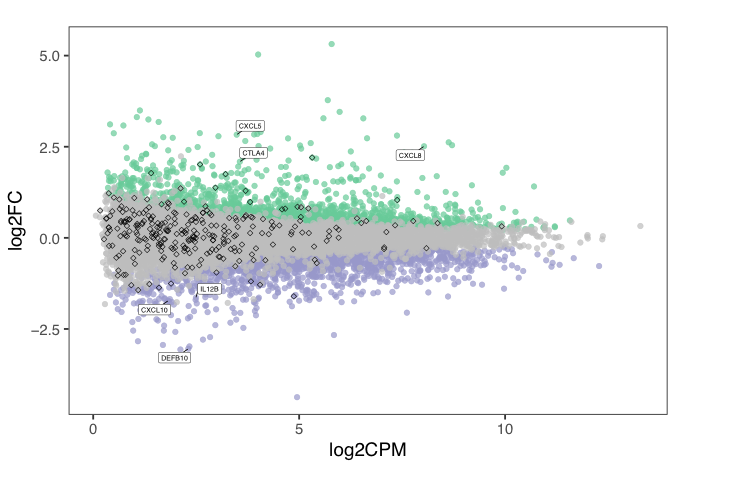 5.0
2.5
0.0
−2.5
log2FC
CXCL5
CTLA4
CXCL8
IL12B
CXCL10
DEFB10
0
5
10
log2CPM